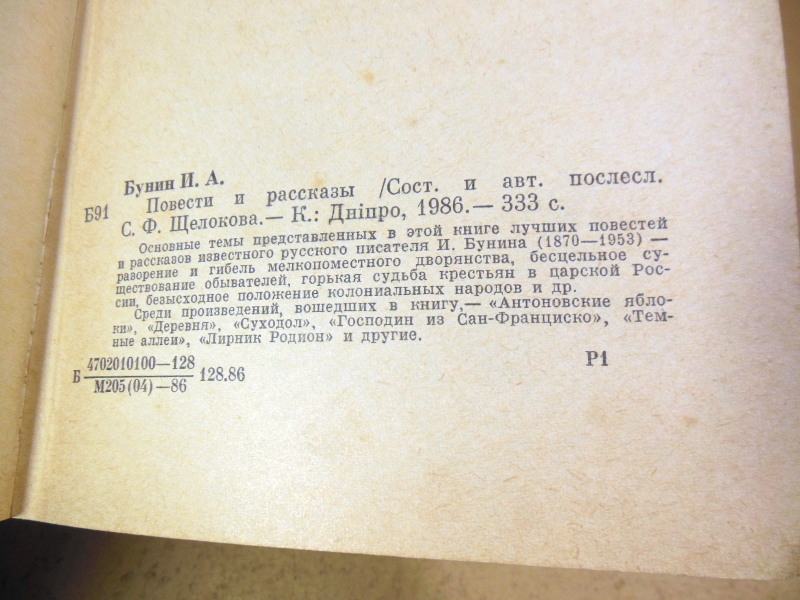 Бунин И. А.
Б91 Повести и рассказы /Сост. и авт. послесл.
С. Ф. Щелокова.— К.: Дніпро, 1986.— 333 с.
Основные темы представленных в этой книге лучших повестей
и рассказов известного русского писателя И. Бунина (1870—1953) —
разорение и гибель мелкопоместного дворянства, бесцельное су-
ществование обывателей, горькая судьба крестьян в царской Рос-
сии, безысходное положение колониальных народов и др.
Среди произведений, вошедших в книгу,— «Антоновские ябло-
ки», «Деревня», «Суходол», «Господин из Сан-Франциско», «Тем-
ные аллеи», «Лирник Родион» и другие.
Б 4702010100—128
М205(04)—86 128.86
Р1